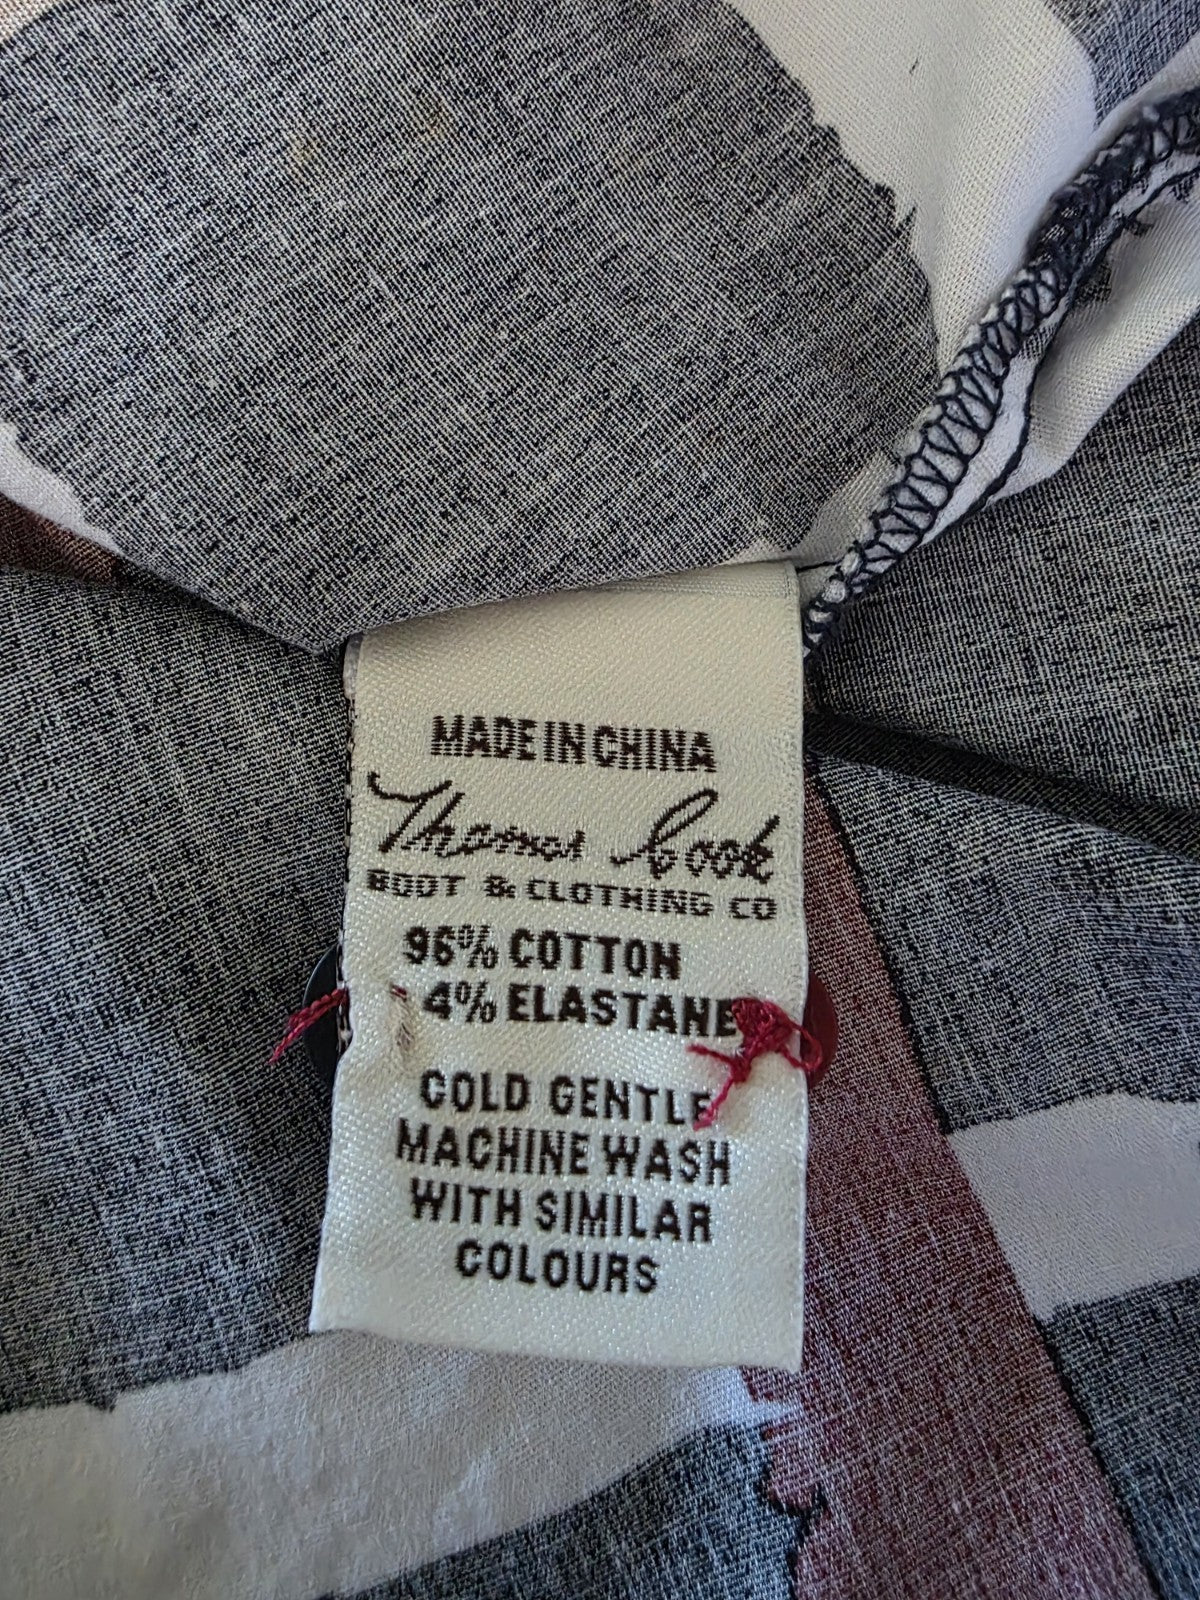 MADE IN CHINA
Thomas Cook
BOOT & CLOTHING CO
96% COTTON
4% ELASTANE
COLD GENTLE
MACHINE WASH
WITH SIMILAR
COLOURS